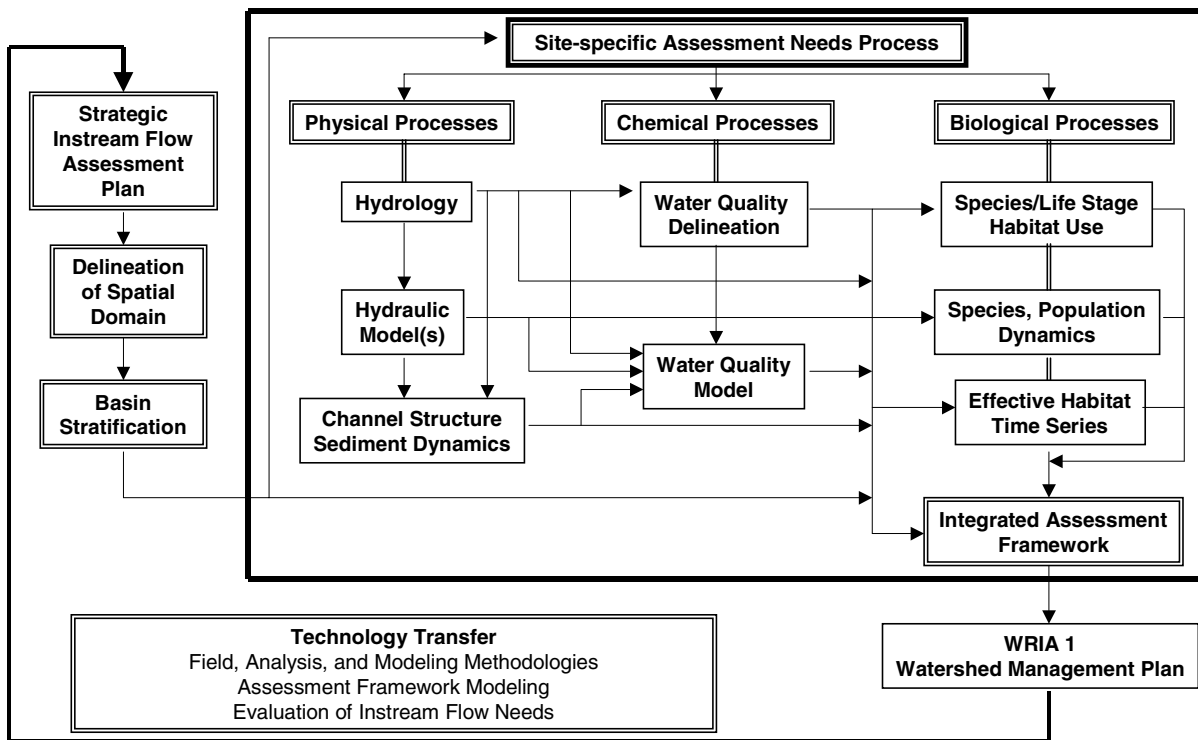 Site-specific Assessment Needs Process
Strategic
Instream Flow
Assessment
Plan
Delineation
of Spatial
Domain
Basin
Stratification
Physical Processes
Hydrology
Hydraulic
Model(s)
Channel Structure
Sediment Dynamics
Chemical Processes
Water Quality
Delineation
Water Quality
Model
Biological Processes
Species/Life Stage
Habitat Use
Species, Population
Dynamics
Effective Habitat
Time Series
Integrated Assessment
Framework
WRIA 1
Watershed Management Plan
Technology Transfer
Field, Analysis, and Modeling Methodologies
Assessment Framework Modeling
Evaluation of Instream Flow Needs